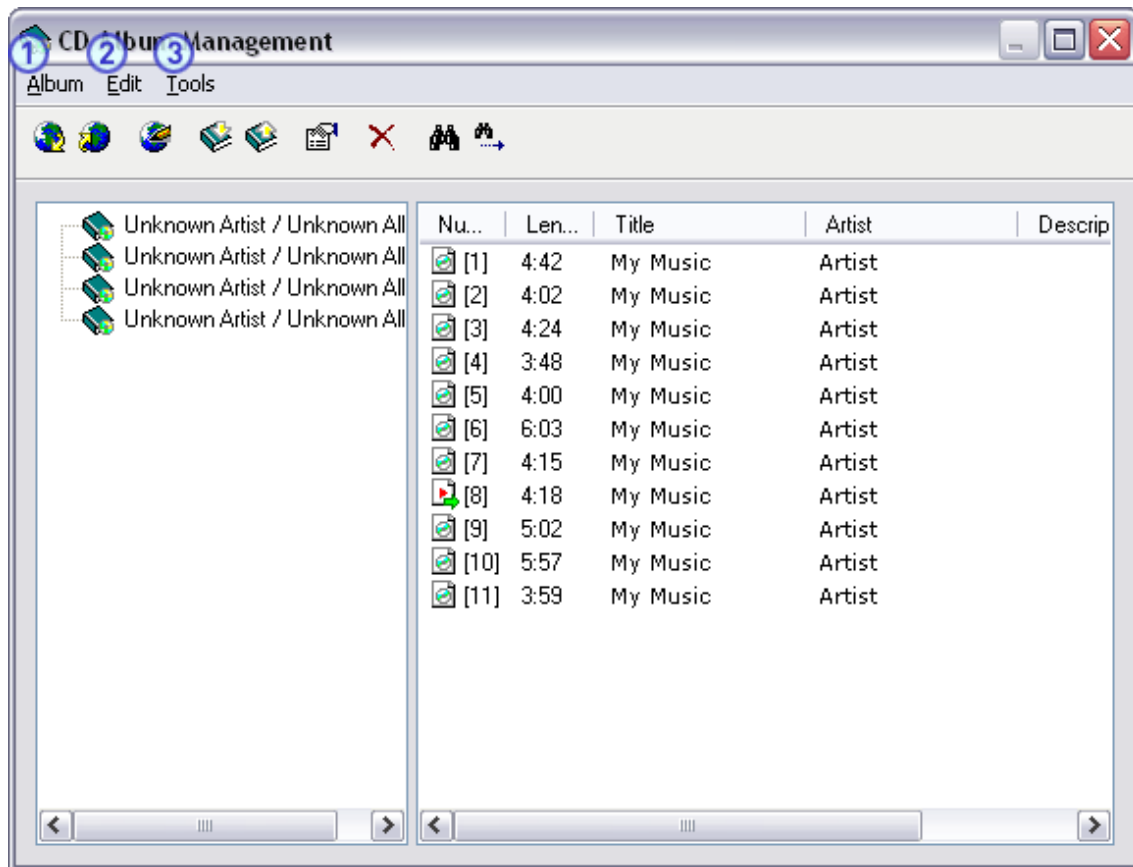 CD Album Management
1 2 3
Album Edit Tools
Unknown Artist / Unknown All
Unknown Artist / Unknown All
Unknown Artist / Unknown All
Unknown Artist / Unknown All
Nu... Len... Title Artist Descrip
[1] 4:42 My Music Artist
[2] 4:02 My Music Artist
[3] 4:24 My Music Artist
[4] 3:48 My Music Artist
[5] 4:00 My Music Artist
[6] 6:03 My Music Artist
[7] 4:15 My Music Artist
[8] 4:18 My Music Artist
[9] 5:02 My Music Artist
[10] 5:57 My Music Artist
[11] 3:59 My Music Artist